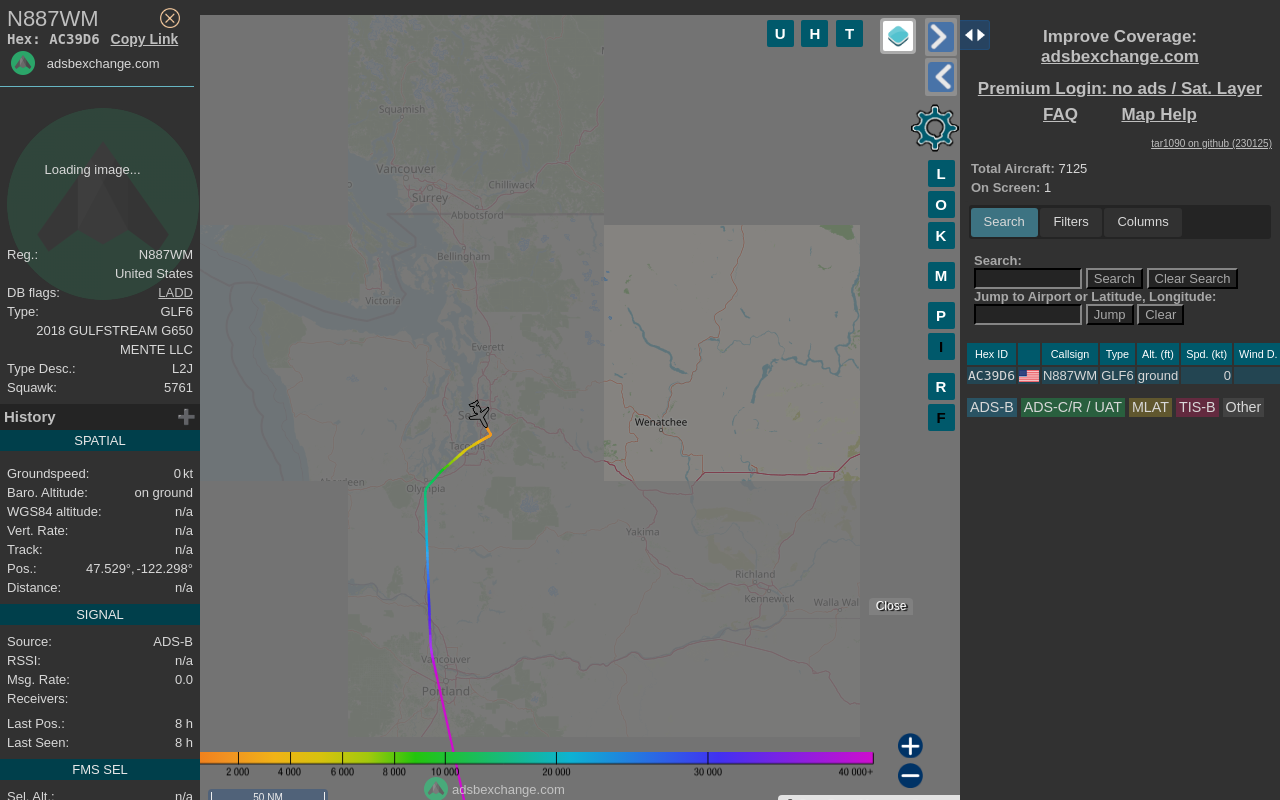 N887WM
Hex: AC39D6 Copy Link
adsbexchange.com
Loading image...
Reg.: N887WM
United States
DB flags: LADD
Type: GLF6
2018 GULFSTREAM G650
MENTE LLC
Type Desc.: L2J
Squawk: 5761
History
SPATIAL
Groundspeed: 0 kt
Baro. Altitude: on ground
WGS84 altitude: n/a
Vert. Rate: n/a
Track: n/a
Pos.: 47.529°, -122.298°
Distance: n/a
SIGNAL
Source: ADS-B
RSSI: n/a
Msg. Rate: 0.0
Receivers:
Last Pos.: 8 h
Last Seen: 8 h
FMS SEL
Sel. Alt.: n/a
U H T
L
O
K
M
P
I
R
F
Squamish
Vancouver
Surrey
Chilliwack
Abbotsford
Bellingham
Victoria
Everett
Wenatchee
Aberdeen
Olympia
Yakima
Richland
Kennewick
Walla Wal
Vancouver
Portland
Close
2 000 4 000 6 000 8 000 10 000 20 000 30 000 40 000+
adsbexchange.com
50 NM
Improve Coverage:
adsbexchange.com
Premium Login: no ads / Sat. Layer
FAQ Map Help
tar1090 on github (230125)
Total Aircraft: 7125
On Screen: 1
Search Filters Columns
Search:
Search Clear Search
Jump to Airport or Latitude, Longitude:
Jump Clear
Hex ID Callsign Type Alt. (ft) Spd. (kt) Wind D.
AC39D6 N887WM GLF6 ground 0
ADS-B ADS-C/R / UAT MLAT TIS-B Other